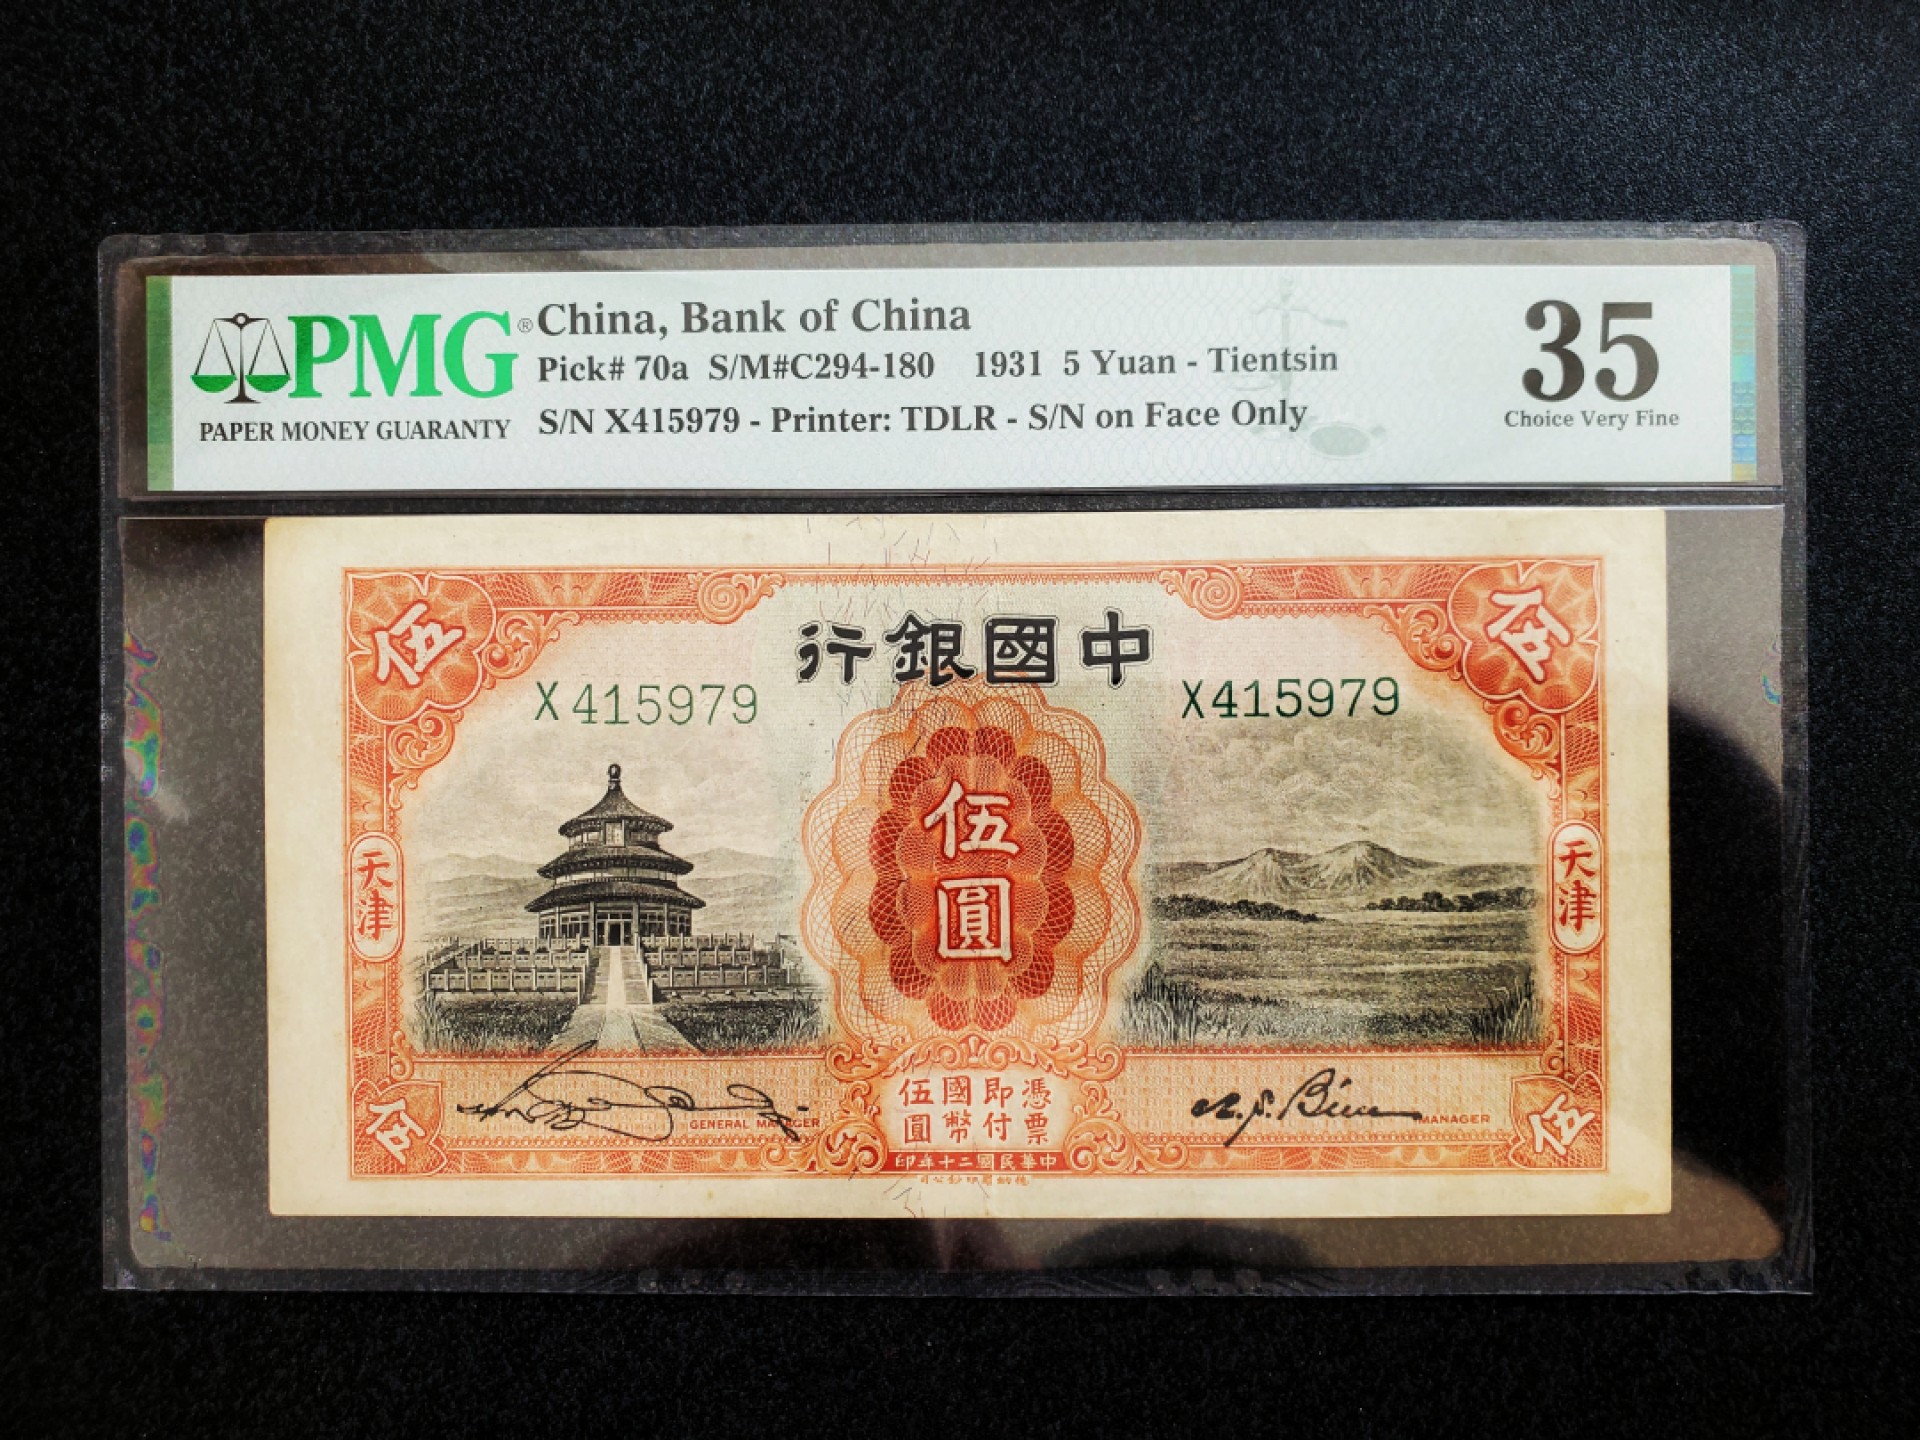 PMG®
PAPER MONEY GUARANTY
China, Bank of China
Pick# 70a S/M#C294-180 1931 5 Yuan - Tientsin
S/N X415979 - Printer: TDLR - S/N on Face Only
35
Choice Very Fine
伍
伍
行銀國中
X415979
X415979
伍
圓
天津
天津
GENERAL MANAGER
憑票
即付
國幣
伍圓
MANAGER
伍
伍
印年十二國民華中